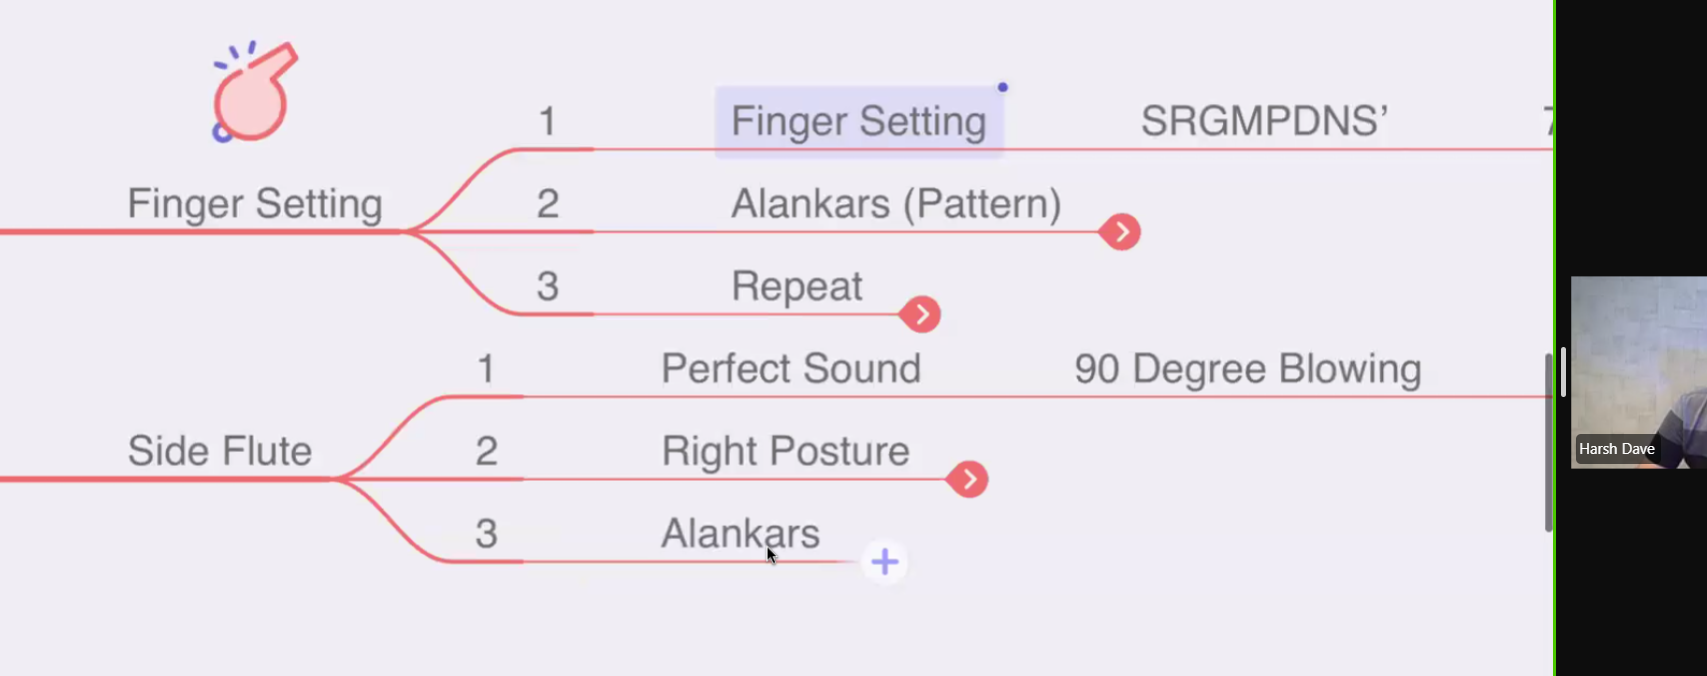 1 Finger Setting SRGMPDNS’ 7
Finger Setting 2 Alankars (Pattern)
3 Repeat
1 Perfect Sound 90 Degree Blowing
Side Flute 2 Right Posture
3 Alankars
Harsh Dave